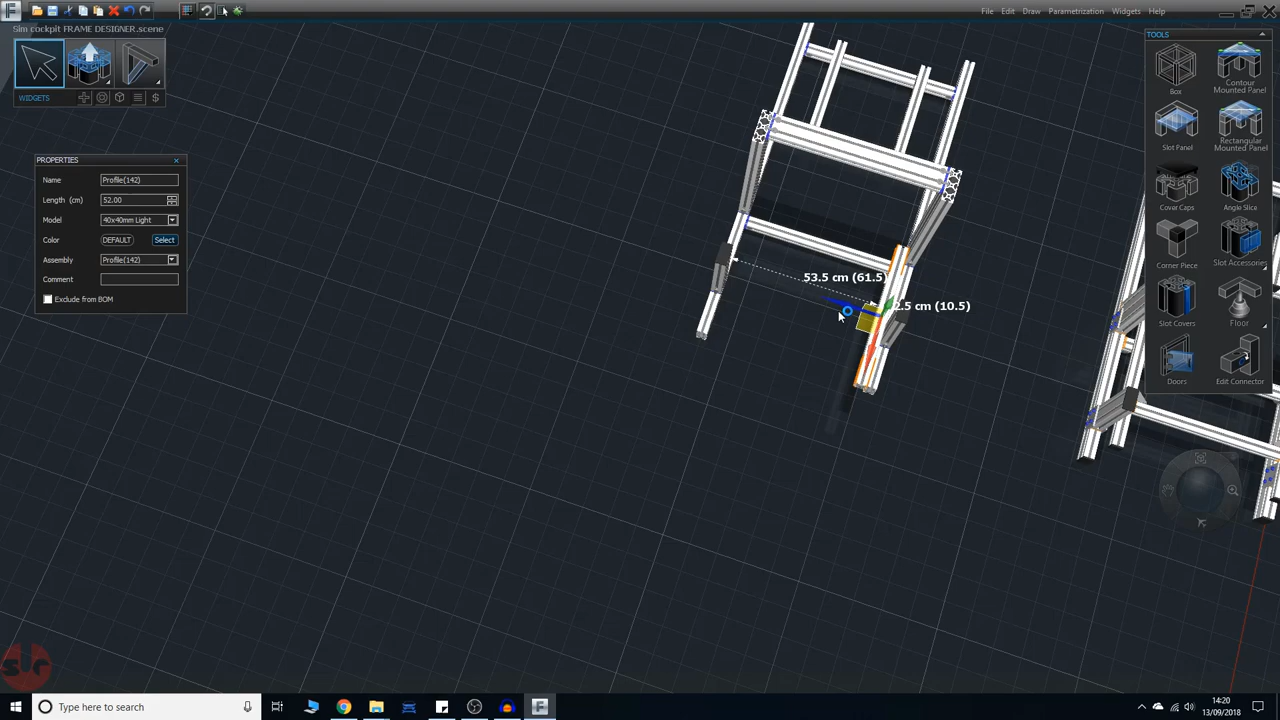 File Edit Draw Parametrization Widgets Help
Sim cockpit FRAME DESIGNER.scene
WIDGETS
$
PROPERTIES
Name Profile(142)
Length (cm) 52.00
Model 40x40mm Light
Color DEFAULT Select
Assembly Profile(142)
Comment
Exclude from BOM
53.5 cm (61.5)
2.5 cm (10.5)
TOOLS
Box
Contour Mounted Panel
Slot Panel
Rectangular Mounted Panel
Cover Caps
Angle Slice
Corner Piece
Slot Accessories
Slot Covers
Floor
Doors
Edit Connector
Type here to search
14:20
13/09/2018